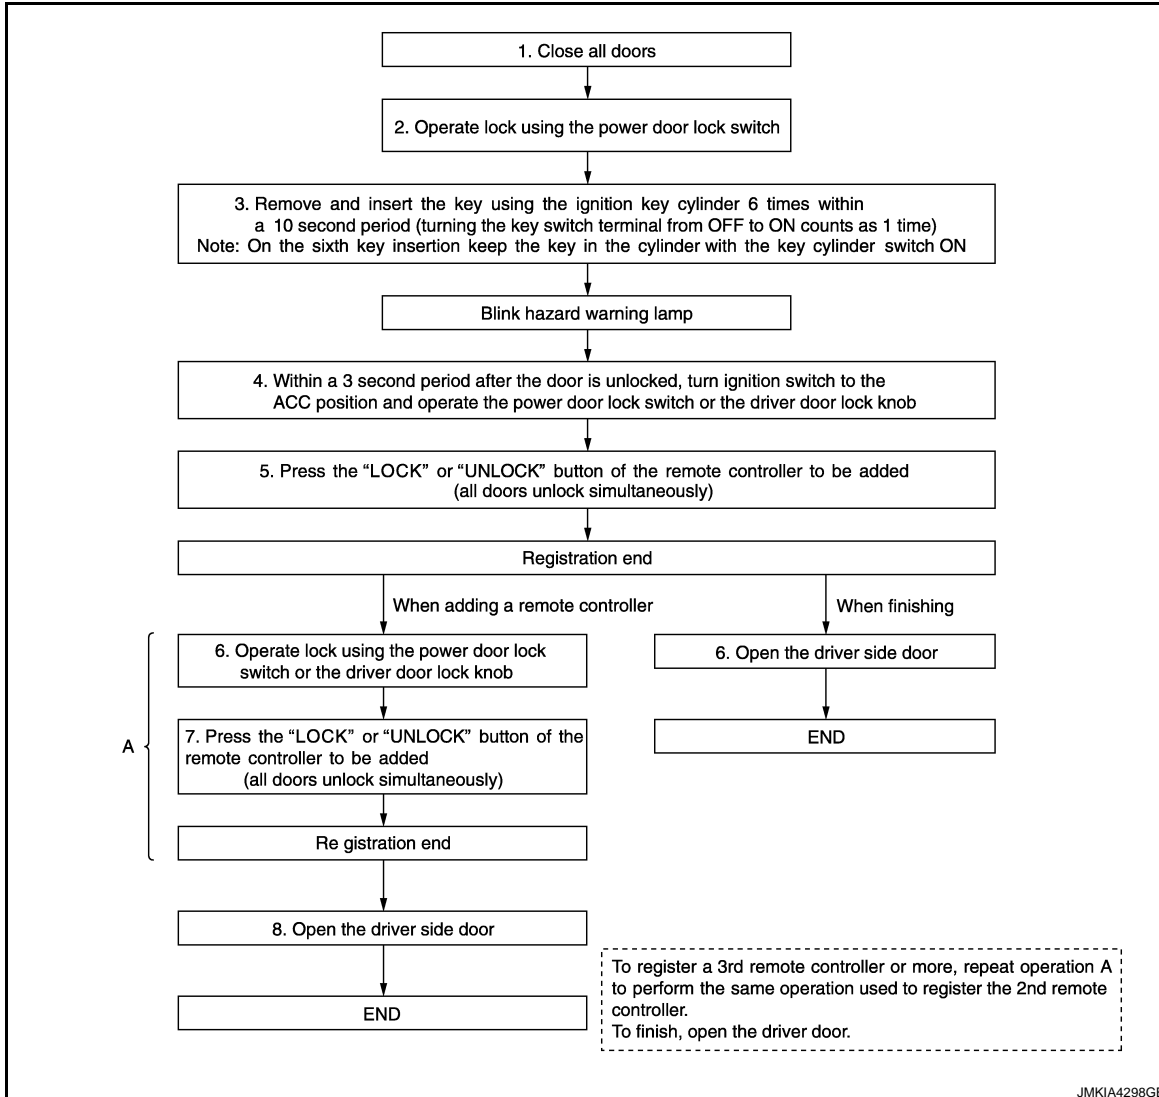 1. Close all doors
2. Operate lock using the power door lock switch
3. Remove and insert the key using the ignition key cylinder 6 times within
a 10 second period (turning the key switch terminal from OFF to ON counts as 1 time)
Note: On the sixth key insertion keep the key in the cylinder with the key cylinder switch ON
Blink hazard warning lamp
4. Within a 3 second period after the door is unlocked, turn ignition switch to the
ACC position and operate the power door lock switch or the driver door lock knob
5. Press the “LOCK” or “UNLOCK” button of the remote controller to be added
(all doors unlock simultaneously)
Registration end
When adding a remote controller
When finishing
6. Operate lock using the power door lock
switch or the driver door lock knob
6. Open the driver side door
A
7. Press the “LOCK” or “UNLOCK” button of the
remote controller to be added
(all doors unlock simultaneously)
END
Re gistration end
8. Open the driver side door
END
To register a 3rd remote controller or more, repeat operation A
to perform the same operation used to register the 2nd remote
controller.
To finish, open the driver door.